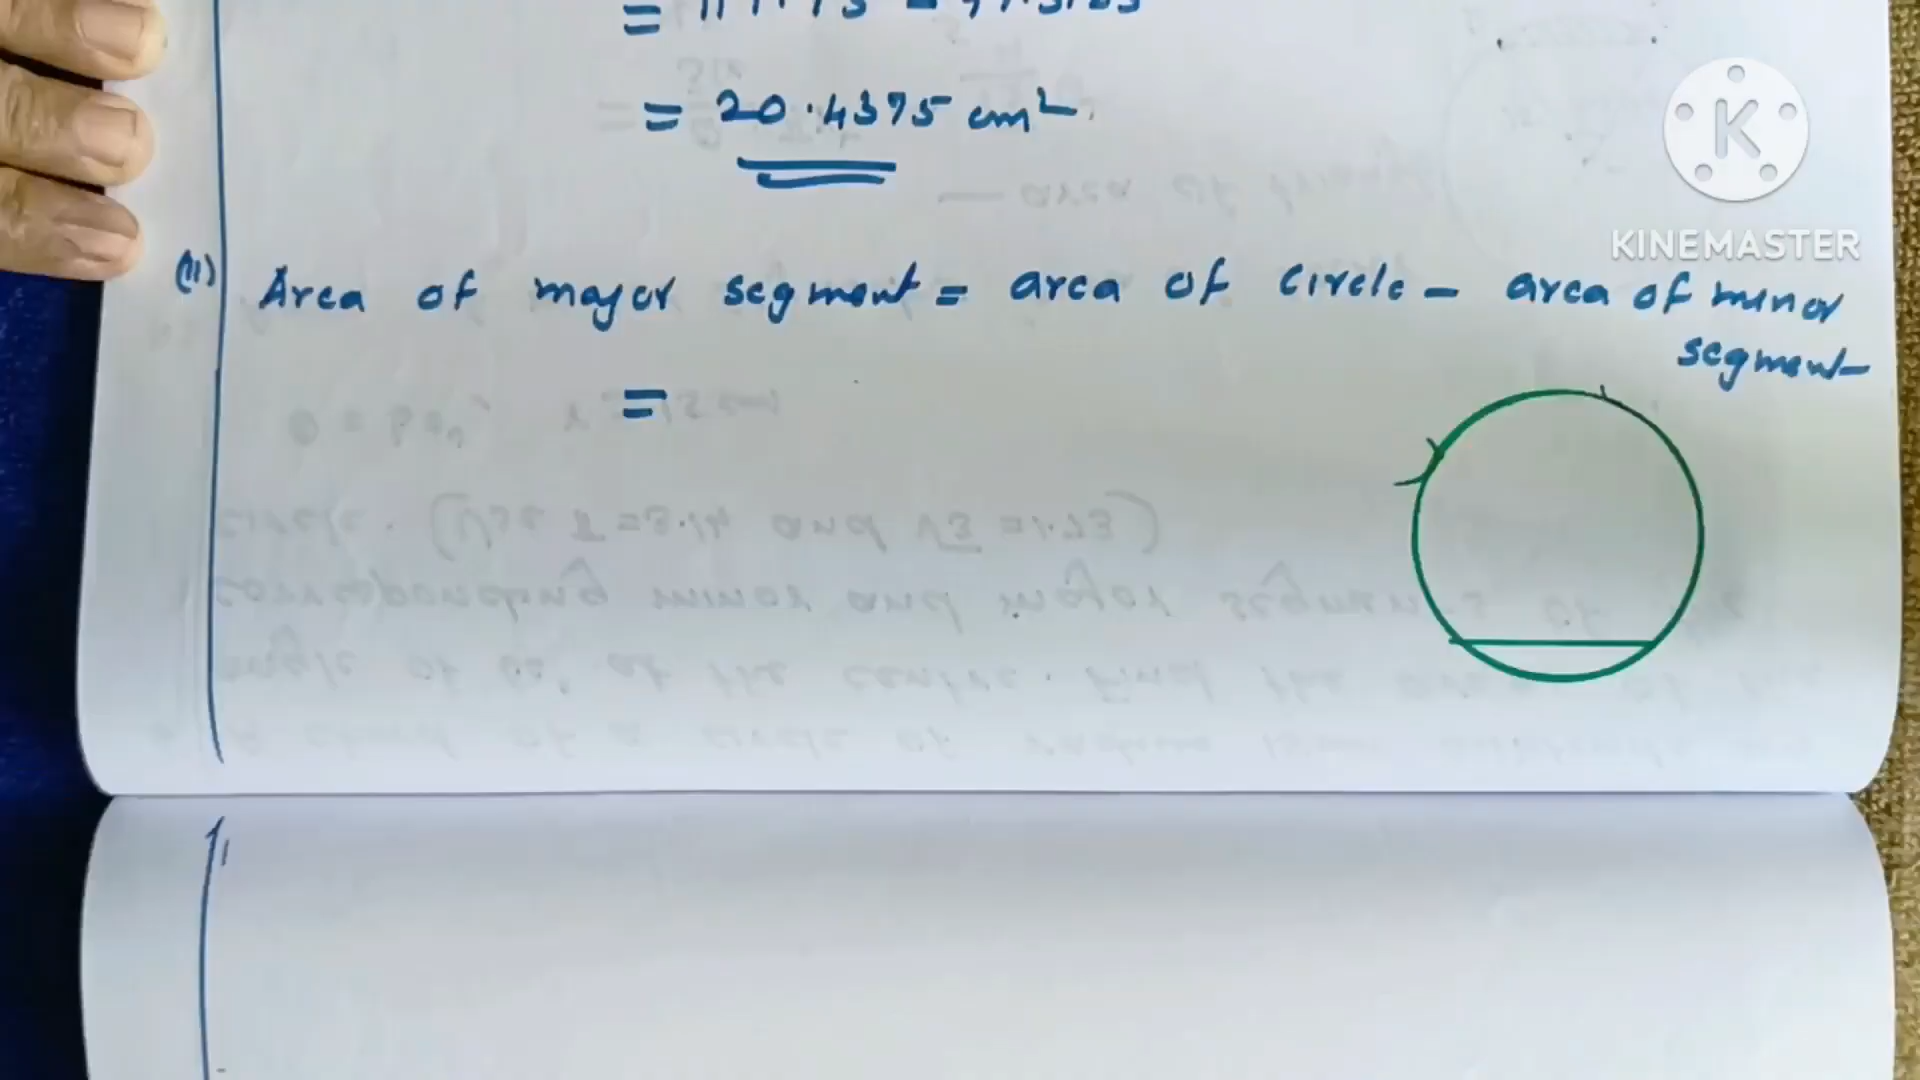 = 20.4375 cm²
K
KINEMASTER
(ii) Area of major segment = area of circle – area of minor
segment
=